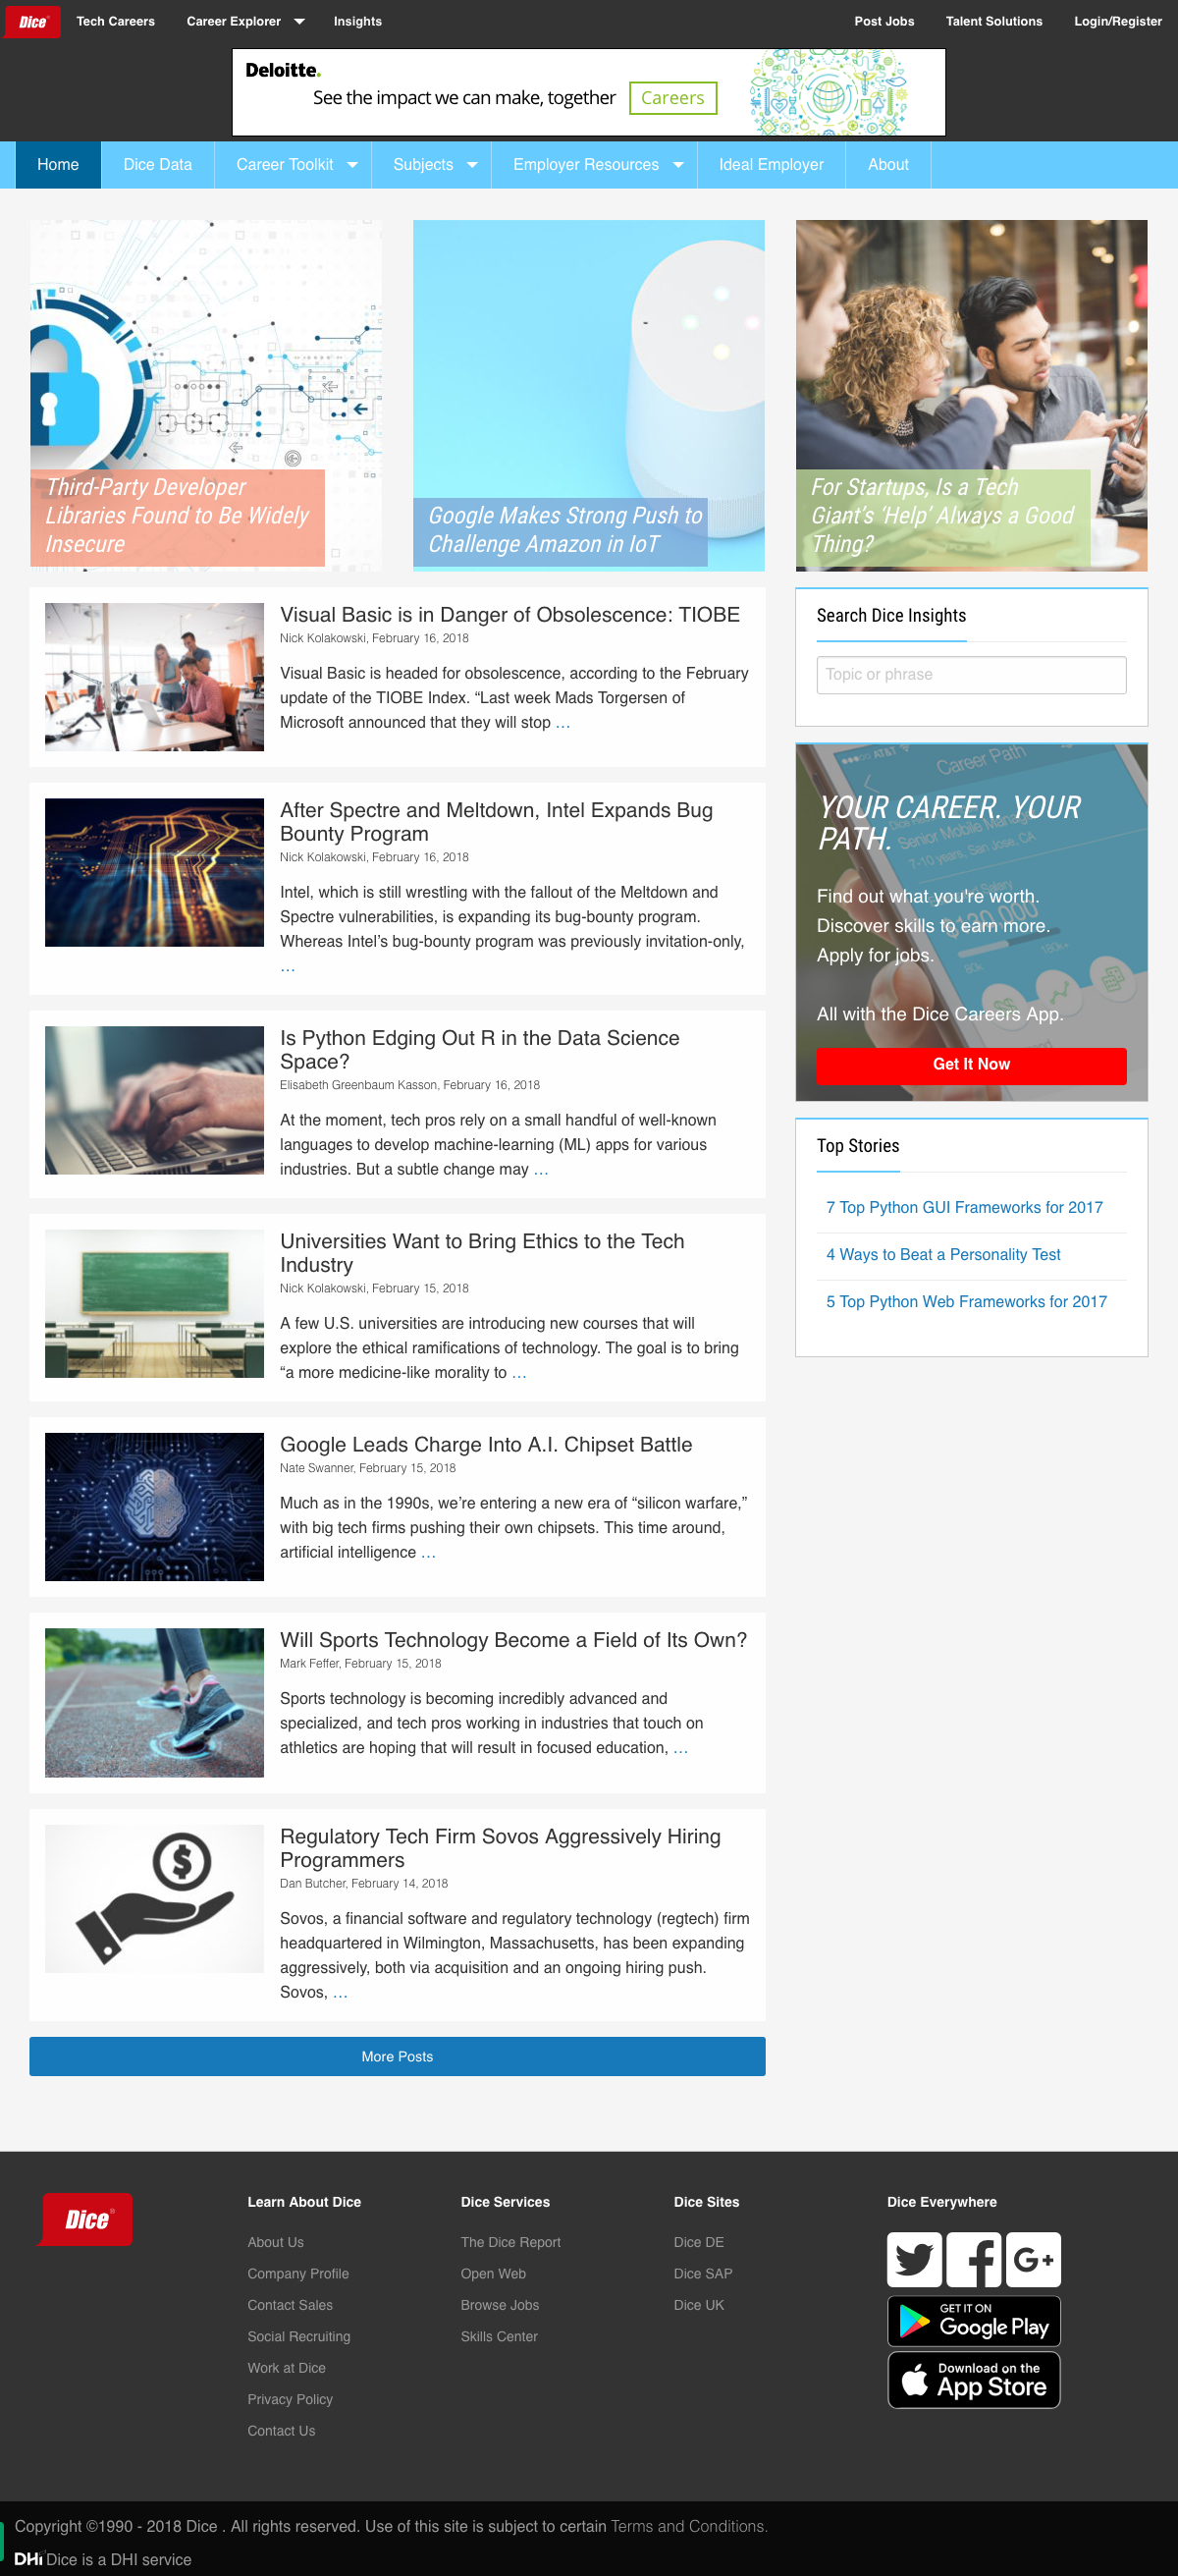 Dice
Tech Careers
Career Explorer
Insights
Post Jobs
Talent Solutions
Login/Register
Deloitte.
See the impact we can make, together
Careers
Home
Dice Data
Career Toolkit
Subjects
Employer Resources
Ideal Employer
About
Third-Party Developer
Libraries Found to Be Widely
Insecure
Google Makes Strong Push to
Challenge Amazon in IoT
For Startups, Is a Tech
Giant’s ‘Help’ Always a Good
Thing?
Visual Basic is in Danger of Obsolescence: TIOBE
Nick Kolakowski, February 16, 2018
Visual Basic is headed for obsolescence, according to the February
update of the TIOBE Index. “Last week Mads Torgersen of
Microsoft announced that they will stop …
After Spectre and Meltdown, Intel Expands Bug
Bounty Program
Nick Kolakowski, February 16, 2018
Intel, which is still wrestling with the fallout of the Meltdown and
Spectre vulnerabilities, is expanding its bug-bounty program.
Whereas Intel’s bug-bounty program was previously invitation-only,
…
Is Python Edging Out R in the Data Science
Space?
Elisabeth Greenbaum Kasson, February 16, 2018
At the moment, tech pros rely on a small handful of well-known
languages to develop machine-learning (ML) apps for various
industries. But a subtle change may …
Universities Want to Bring Ethics to the Tech
Industry
Nick Kolakowski, February 15, 2018
A few U.S. universities are introducing new courses that will
explore the ethical ramifications of technology. The goal is to bring
“a more medicine-like morality to …
Google Leads Charge Into A.I. Chipset Battle
Nate Swanner, February 15, 2018
Much as in the 1990s, we’re entering a new era of “silicon warfare,”
with big tech firms pushing their own chipsets. This time around,
artificial intelligence …
Will Sports Technology Become a Field of Its Own?
Mark Feffer, February 15, 2018
Sports technology is becoming incredibly advanced and
specialized, and tech pros working in industries that touch on
athletics are hoping that will result in focused education, …
Regulatory Tech Firm Sovos Aggressively Hiring
Programmers
Dan Butcher, February 14, 2018
Sovos, a financial software and regulatory technology (regtech) firm
headquartered in Wilmington, Massachusetts, has been expanding
aggressively, both via acquisition and an ongoing hiring push.
Sovos, …
More Posts
Search Dice Insights
Topic or phrase
AT&T
Career Path
YOUR CAREER. YOUR
PATH.
Senior Mobile Manag
7-10 years, San Jose, CA
Find out what you're worth.
Discover skills to earn more.
Apply for jobs.
80k
180k+
All with the Dice Careers App.
Get It Now
Top Stories
7 Top Python GUI Frameworks for 2017
4 Ways to Beat a Personality Test
5 Top Python Web Frameworks for 2017
Dice
Learn About Dice
About Us
Company Profile
Contact Sales
Social Recruiting
Work at Dice
Privacy Policy
Contact Us
Dice Services
The Dice Report
Open Web
Browse Jobs
Skills Center
Dice Sites
Dice DE
Dice SAP
Dice UK
Dice Everywhere
G+
GET IT ON
Google Play
Download on the
App Store
Copyright ©1990 - 2018 Dice . All rights reserved. Use of this site is subject to certain Terms and Conditions.
DHi Dice is a DHI service